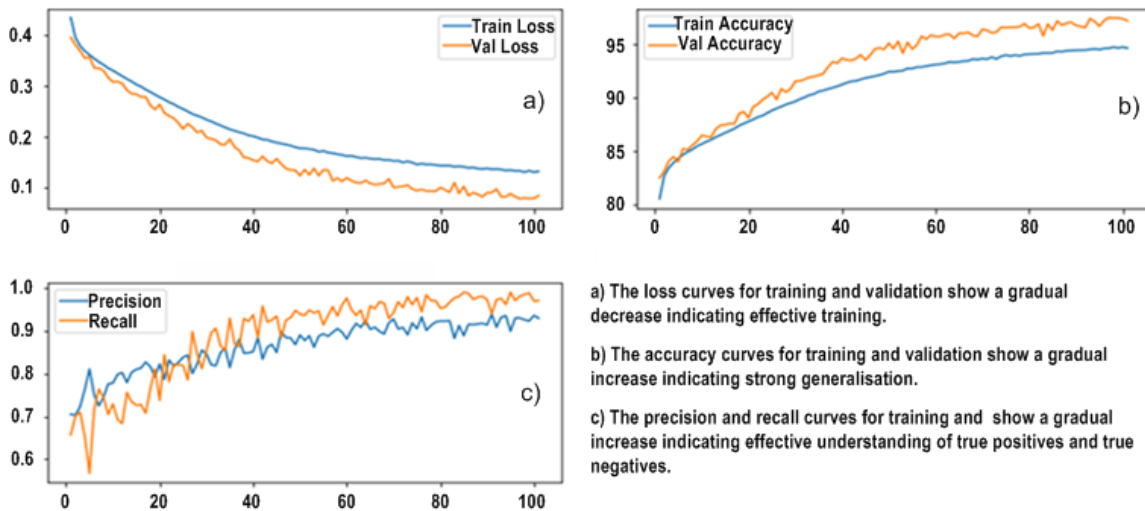 0.4
0.3
0.2
0.1
Train Loss
Val Loss
a)
0 20 40 60 80 100
95
90
85
80
Train Accuracy
Val Accuracy
b)
0 20 40 60 80 100
1.0
0.9
0.8
0.7
0.6
Precision
Recall
c)
0 20 40 60 80 100
a) The loss curves for training and validation show a gradual
decrease indicating effective training.
b) The accuracy curves for training and validation show a gradual
increase indicating strong generalisation.
c) The precision and recall curves for training and show a gradual
increase indicating effective understanding of true positives and true
negatives.